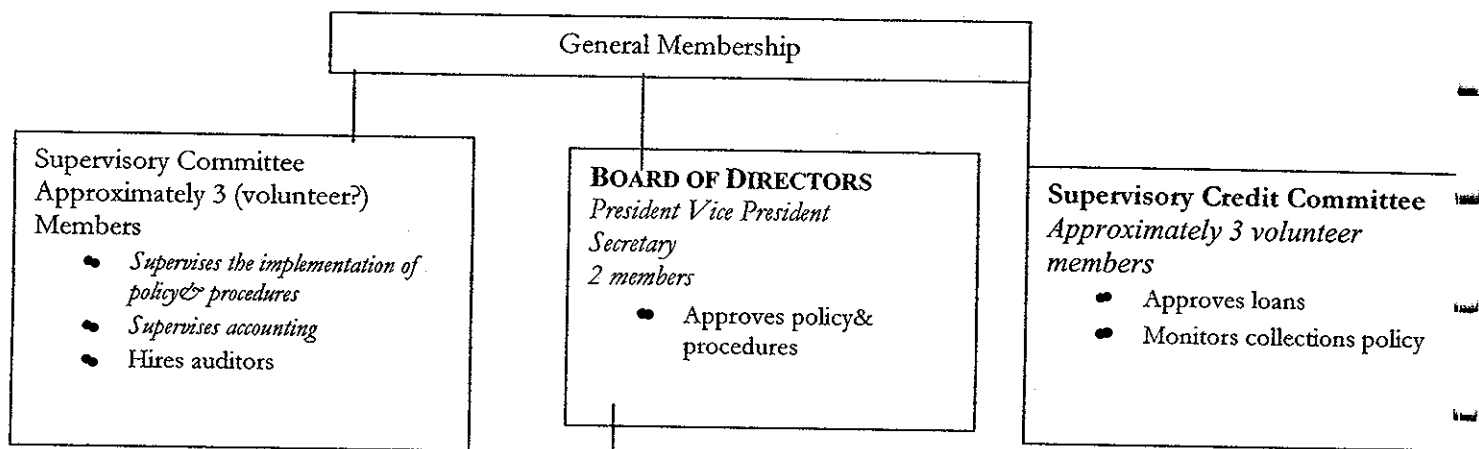 General Membership
Supervisory Committee
Approximately 3 (volunteer?)
Members
Supervises the implementation of
policy& procedures
Supervises accounting
Hires auditors
BOARD OF DIRECTORS
President Vice President
Secretary
2 members
Approves policy&
procedures
Supervisory Credit Committee
Approximately 3 volunteer
members
Approves loans
Monitors collections policy